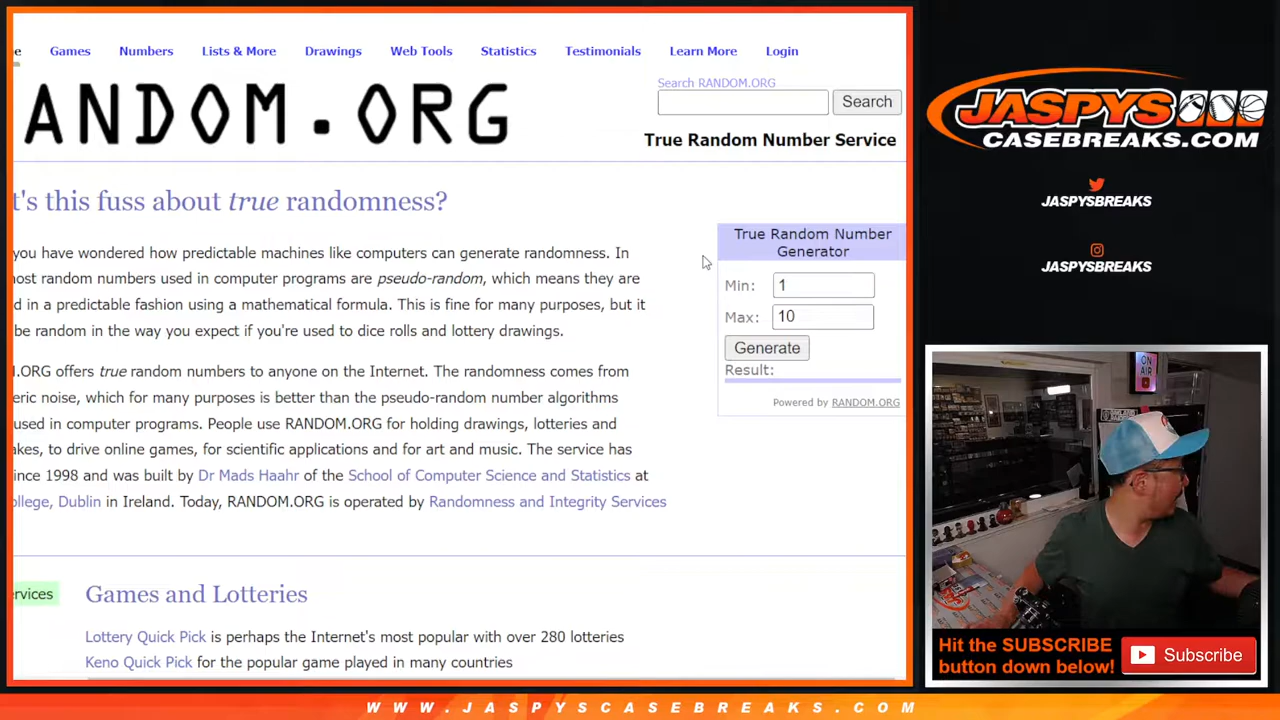 e Games Numbers Lists & More Drawings Web Tools Statistics Testimonials Learn More Login
ANDOM.ORG
Search RANDOM.ORG
Search
True Random Number Service
t's this fuss about true randomness?
you have wondered how predictable machines like computers can generate randomness. In
ost random numbers used in computer programs are pseudo-random, which means they are
d in a predictable fashion using a mathematical formula. This is fine for many purposes, but it
be random in the way you expect if you're used to dice rolls and lottery drawings.
.ORG offers true random numbers to anyone on the Internet. The randomness comes from
eric noise, which for many purposes is better than the pseudo-random number algorithms
used in computer programs. People use RANDOM.ORG for holding drawings, lotteries and
akes, to drive online games, for scientific applications and for art and music. The service has
ince 1998 and was built by Dr Mads Haahr of the School of Computer Science and Statistics at
ollege, Dublin in Ireland. Today, RANDOM.ORG is operated by Randomness and Integrity Services
True Random Number
Generator
Min: 1
Max: 10
Generate
Result:
Powered by RANDOM.ORG
ervices
Games and Lotteries
Lottery Quick Pick is perhaps the Internet's most popular with over 280 lotteries
Keno Quick Pick for the popular game played in many countries
JASPYS
CASEBREAKS.COM
JASPYSBREAKS
JASPYSBREAKS
ON
AIR
Hit the SUBSCRIBE
button down below!
Subscribe
WWW.JASPYSCASEBREAKS.COM